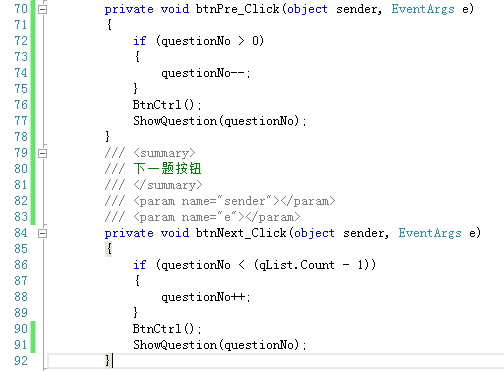 70 private void btnPre_Click(object sender, EventArgs e)
71 {
72 if (questionNo > 0)
73 {
74 questionNo--;
75 }
76 BtnCtrl();
77 ShowQuestion(questionNo);
78 }
79 /// <summary>
80 /// 下一题按钮
81 /// </summary>
82 /// <param name="sender"></param>
83 /// <param name="e"></param>
84 private void btnNext_Click(object sender, EventArgs e)
85 {
86 if (questionNo < (qList.Count - 1))
87 {
88 questionNo++;
89 }
90 BtnCtrl();
91 ShowQuestion(questionNo);
92 }